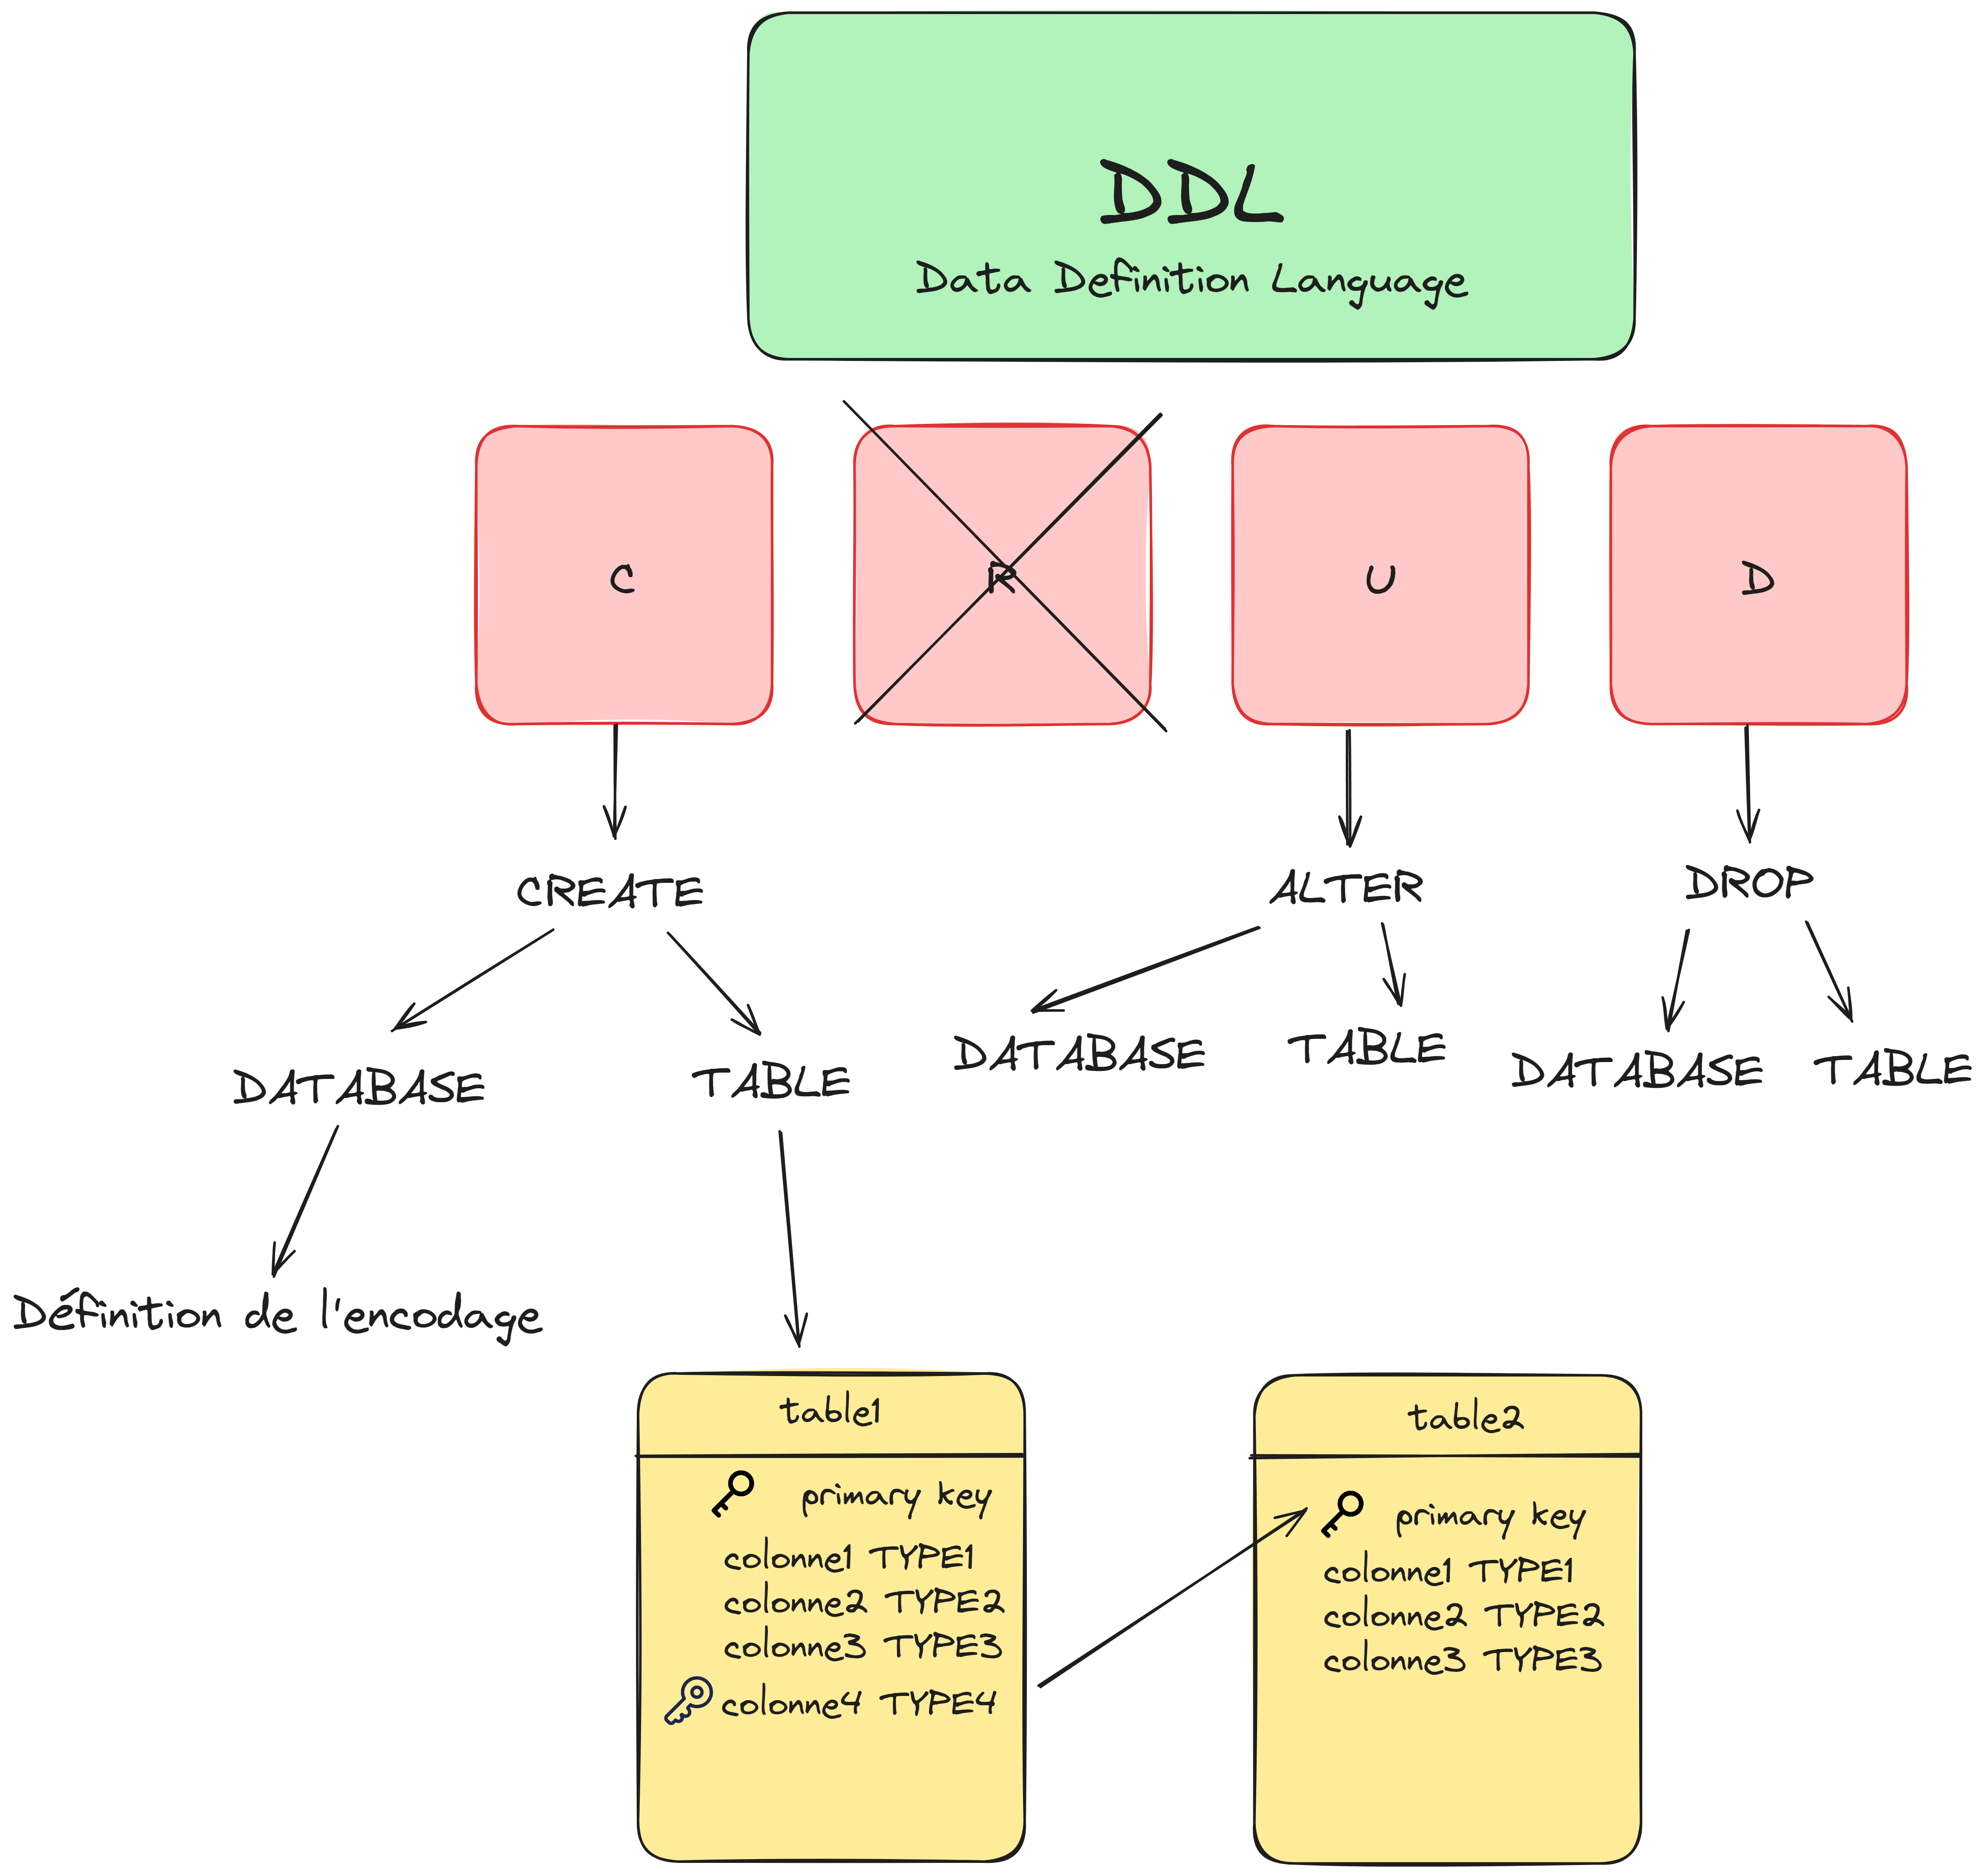 DDL
Data Definition Language
C
R
U
D
CREATE
ALTER
DROP
DATABASE
TABLE
DATABASE
TABLE
DATABASE
TABLE
Définition de l'encodage
table1
primary key
colonne1 TYPE1
colonne2 TYPE2
colonne3 TYPE3
colonne4 TYPE4
table2
primary key
colonne1 TYPE1
colonne2 TYPE2
colonne3 TYPE3